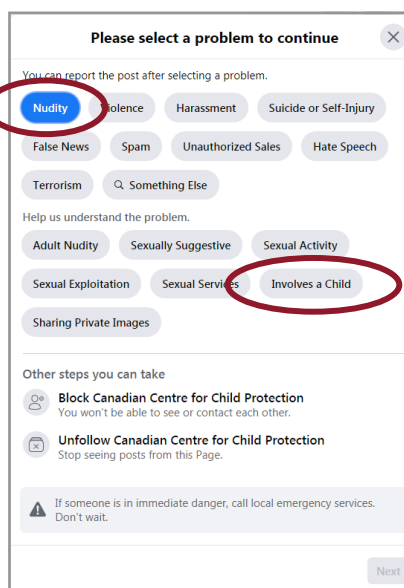 Please select a problem to continue
You can report the post after selecting a problem.
Nudity Violence Harassment Suicide or Self-Injury
False News Spam Unauthorized Sales Hate Speech
Terrorism Something Else
Help us understand the problem.
Adult Nudity Sexually Suggestive Sexual Activity
Sexual Exploitation Sexual Services Involves a Child
Sharing Private Images
Other steps you can take
Block Canadian Centre for Child Protection
You won't be able to see or contact each other.
Unfollow Canadian Centre for Child Protection
Stop seeing posts from this Page.
If someone is in immediate danger, call local emergency services.
Don't wait.
Next